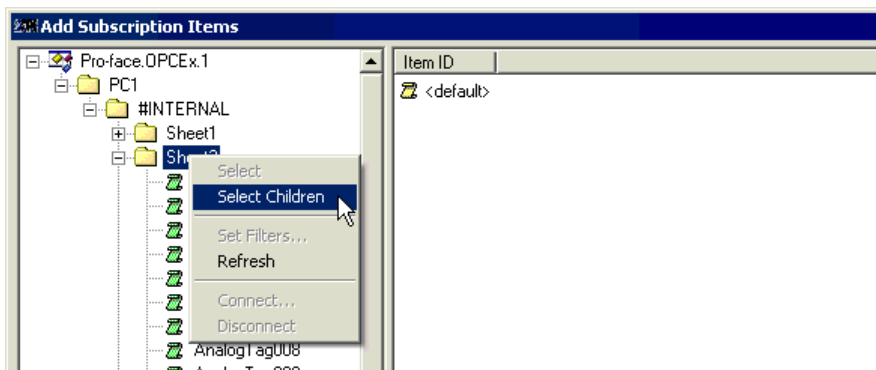 Add Subscription Items
Pro-face.OPCEx.1
Item ID
PC1
<default>
#INTERNAL
Sheet1
Select
Select Children
Set Filters...
Refresh
Connect...
Disconnect
AnalogTag008